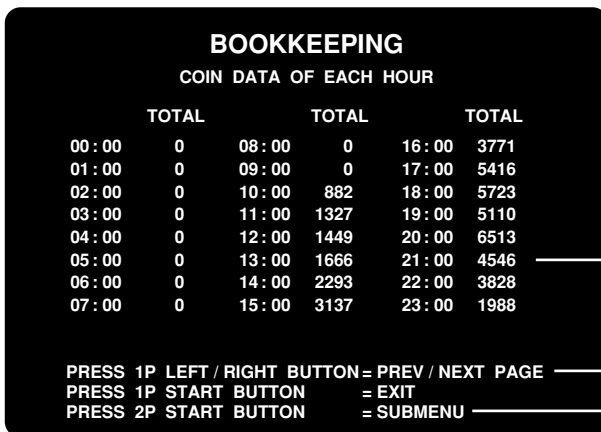 BOOKKEEPING
COIN DATA OF EACH HOUR
TOTAL TOTAL TOTAL
00:00 0 08:00 0 16:00 3771
01:00 0 09:00 0 17:00 5416
02:00 0 10:00 882 18:00 5723
03:00 0 11:00 1327 19:00 5110
04:00 0 12:00 1449 20:00 6513
05:00 0 13:00 1666 21:00 4546
06:00 0 14:00 2293 22:00 3828
07:00 0 15:00 3137 23:00 1988
PRESS 1P LEFT / RIGHT BUTTON = PREV / NEXT PAGE
PRESS 1P START BUTTON = EXIT
PRESS 2P START BUTTON = SUBMENU